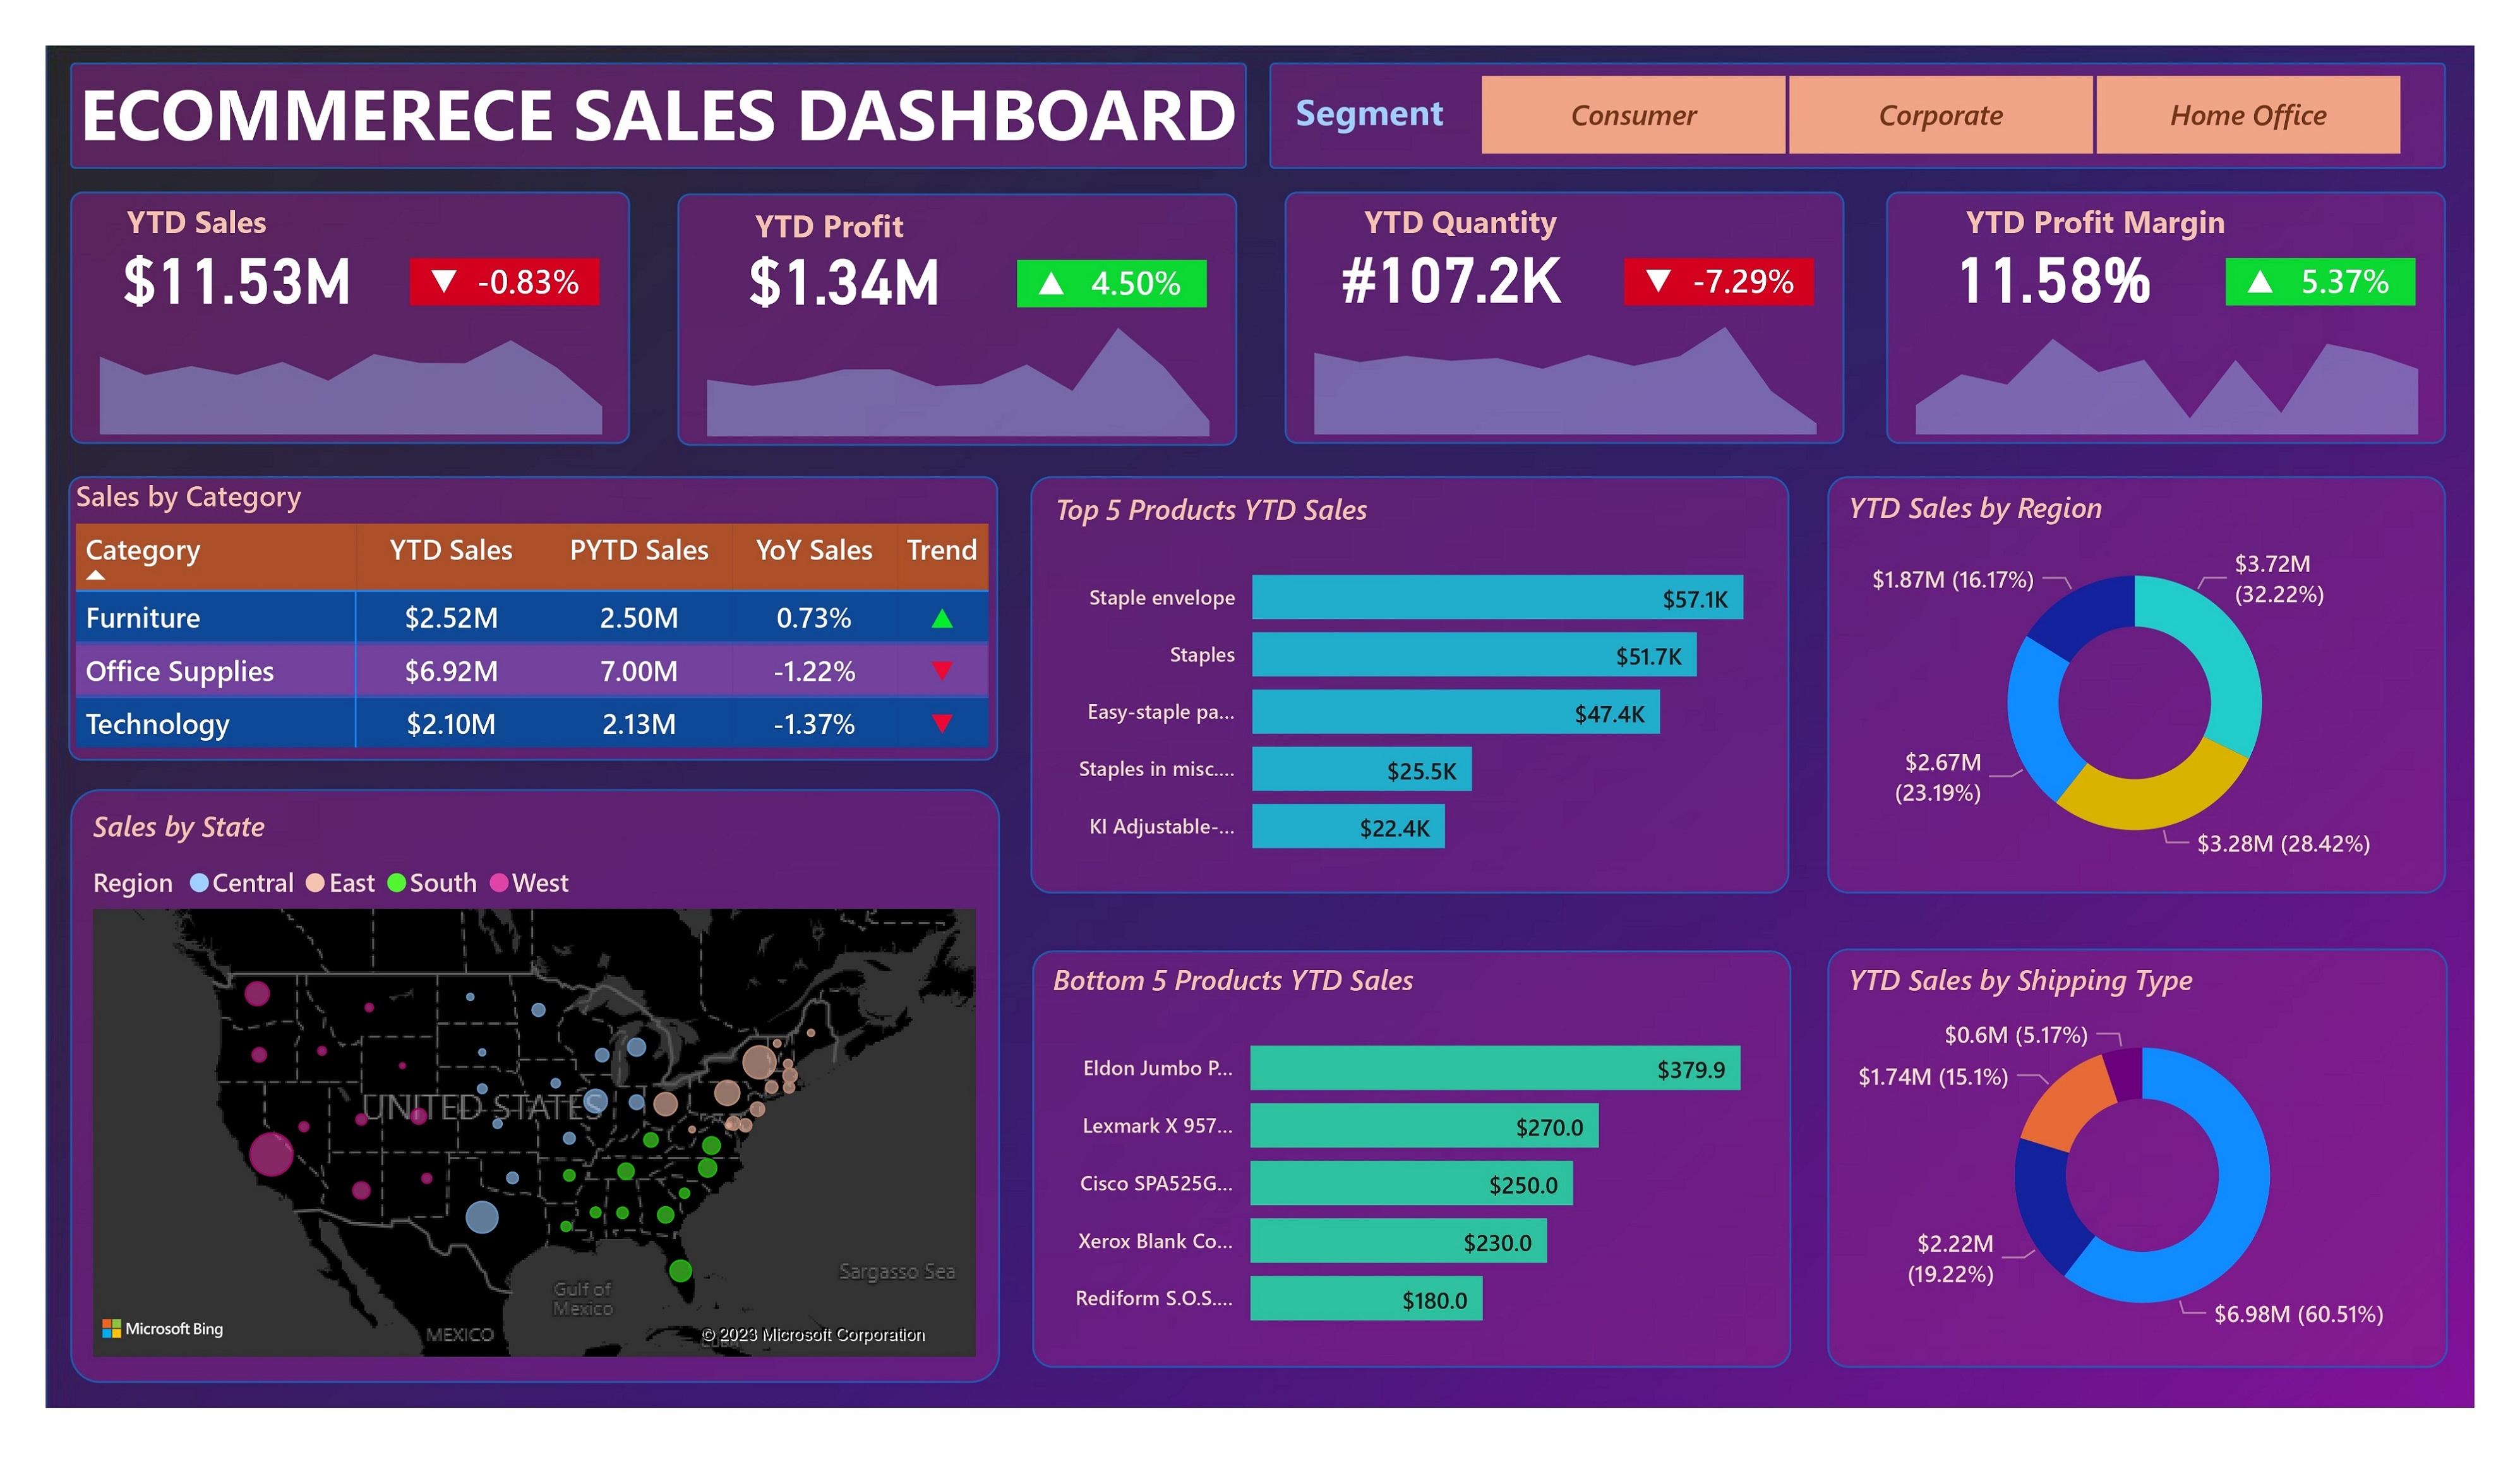 ECOMMERECE SALES DASHBOARD
Segment
Consumer
Corporate
Home Office
YTD Sales
$11.53M
-0.83%
YTD Profit
$1.34M
4.50%
YTD Quantity
#107.2K
-7.29%
YTD Profit Margin
11.58%
5.37%
Sales by Category
Category YTD Sales PYTD Sales YoY Sales Trend
Furniture $2.52M 2.50M 0.73%
Office Supplies $6.92M 7.00M -1.22%
Technology $2.10M 2.13M -1.37%
Top 5 Products YTD Sales
Staple envelope $57.1K
Staples $51.7K
Easy-staple pa... $47.4K
Staples in misc.... $25.5K
KI Adjustable-... $22.4K
YTD Sales by Region
$1.87M (16.17%)
$3.72M
(32.22%)
$2.67M
(23.19%)
$3.28M (28.42%)
Sales by State
Region Central East South West
UNITED STATES
Sargasso Sea
Gulf of
Mexico
MEXICO
CUBA
Microsoft Bing
© 2023 Microsoft Corporation
Bottom 5 Products YTD Sales
Eldon Jumbo P... $379.9
Lexmark X 957... $270.0
Cisco SPA525G... $250.0
Xerox Blank Co... $230.0
Rediform S.O.S.... $180.0
YTD Sales by Shipping Type
$0.6M (5.17%)
$1.74M (15.1%)
$2.22M
(19.22%)
$6.98M (60.51%)